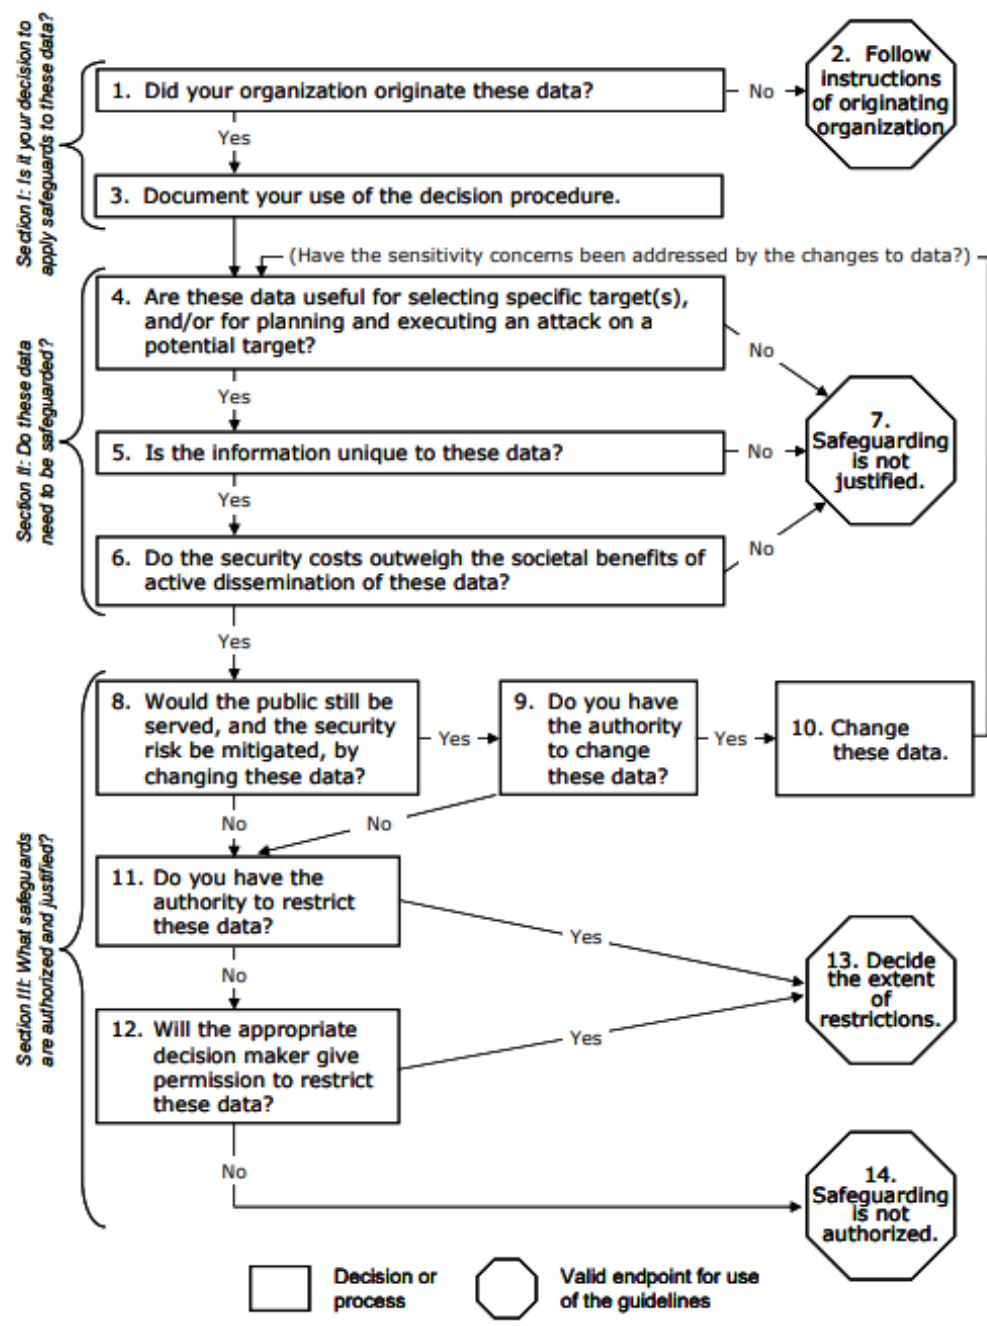 Section I: Is it your decision to
apply safeguards to these data?
1. Did your organization originate these data?
No
2. Follow
instructions
of originating
organization
Yes
3. Document your use of the decision procedure.
(Have the sensitivity concerns been addressed by the changes to data?)
Section II: Do these data
need to be safeguarded?
4. Are these data useful for selecting specific target(s),
and/or for planning and executing an attack on a
potential target?
No
Yes
5. Is the information unique to these data?
No
7.
Safeguarding
is not
justified.
Yes
6. Do the security costs outweigh the societal benefits of
active dissemination of these data?
No
Yes
Section III: What safeguards
are authorized and justified?
8. Would the public still be
served, and the security
risk be mitigated, by
changing these data?
Yes
9. Do you have
the authority
to change
these data?
Yes
10. Change
these data.
No
No
11. Do you have the
authority to restrict
these data?
Yes
No
12. Will the appropriate
decision maker give
permission to restrict
these data?
Yes
13. Decide
the extent
of
restrictions.
No
14.
Safeguarding
is not
authorized.
Decision or
process
Valid endpoint for use
of the guidelines